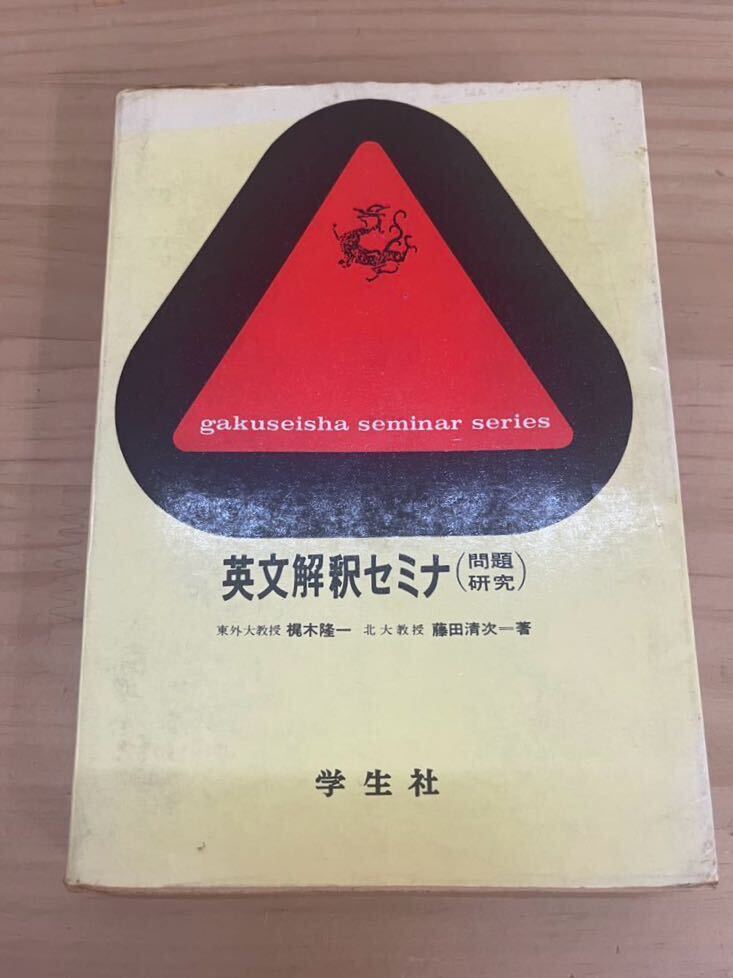 gakuseisha seminar series
英文解釈セミナ(問題研究)
東外大教授 梶木隆一 北大教授 藤田清次=著
学生社